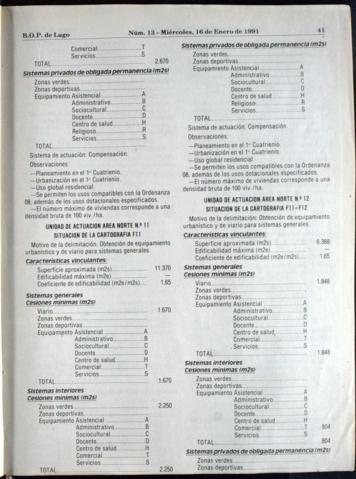 B.O.P. de Lugo
Núm. 13 - Miércoles, 16 de Enero de 1991
41
Comercial T
Servicios S
TOTAL 2.670
Sistemas privados de obligada permanencia (m2s)
Zonas verdes
Zonas deportivas
Equipamiento Asistencial A
Administrativo B
Sociocultural C
Docente D
Centro de salud H
Religioso R
Servicios S
TOTAL
Sistema de actuación: Compensación.
Observaciones:
—Planeamiento en el 1er Cuatrienio.
—Urbanización en el 1er Cuatrienio.
—Uso global residencial.
—Se permiten los usos compatibles con la Ordenanza
08, además de los dotacionales especificados.
—El número máximo de viviendas corresponde a una
densidad bruta de 100 viv./ha.
UNIDAD DE ACTUACION AREA NORTE N.º 11
SITUACION DE LA CARTOGRAFIA F11
Motivo de la delimitación: Obtención de equipamiento
urbanístico y de viario para sistemas generales.
Características vinculantes:
Superficie aproximada (m2s) 11.370
Edificabilidad máxima (m2e)
Coeficiente de edificabilidad (m2e/m2s) 1,65
Sistemas generales
Cesiones mínimas (m2s)
Viario 1.670
Zonas verdes
Zonas deportivas
Equipamiento Asistencial A
Administrativo B
Sociocultural C
Docente D
Centro de salud H
Comercial T
Servicios S
TOTAL 1.670
Sistemas interiores
Cesiones mínimas (m2s)
Zonas verdes 2.250
Zonas deportivas
Equipamiento Asistencial A
Administrativo B
Sociocultural C
Docente D
Centro de salud H
Comercial T
Servicios S
TOTAL 2.250
Sistemas privados de obligada permanencia (m2s)
Zonas verdes
Zonas deportivas
Equipamiento Asistencial A
Administrativo B
Sociocultural C
Docente D
Centro de salud H
Religioso R
Servicios S
TOTAL
Sistema de actuación: Compensación.
Observaciones:
—Planeamiento en el 1er Cuatrienio.
—Urbanización en el 1er Cuatrienio.
—Uso global residencial.
—Se permiten los usos compatibles con la Ordenanza
08, además de los dotacionales especificados.
—El número máximo de viviendas corresponde a una
densidad bruta de 100 viv./ha.
UNIDAD DE ACTUACION AREA NORTE N.º 12
SITUACION DE LA CARTOGRAFIA F11-F12
Motivo de la delimitación: Obtención de equipamiento
urbanístico y de viario para sistemas generales.
Características vinculantes:
Superficie aproximada (m2s) 6.388
Edificabilidad máxima (m2e)
Coeficiente de edificabilidad (m2e/m2s) 1,65
Sistemas generales
Cesiones mínimas (m2s)
Viario 1.848
Zonas verdes
Zonas deportivas
Equipamiento Asistencial A
Administrativo B
Sociocultural C
Docente D
Centro de salud H
Comercial T
Servicios S
TOTAL 1.848
Sistemas interiores
Cesiones mínimas (m2s)
Zonas verdes
Zonas deportivas
Equipamiento Asistencial A
Administrativo B
Sociocultural C
Docente D
Centro de salud H
Comercial T 804
Servicios S
TOTAL 804
Sistemas privados de obligada permanencia (m2s)
Zonas verdes
Zonas deportivas